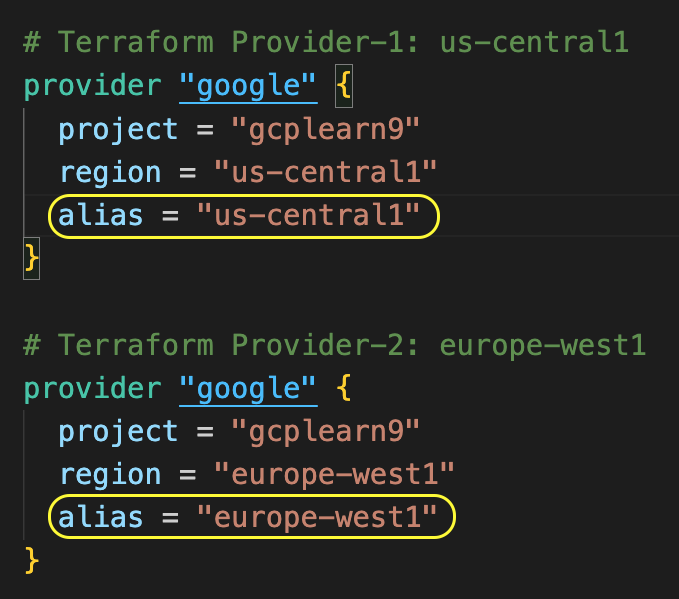 # Terraform Provider-1: us-central1
provider "google" {
project = "gcplearn9"
region = "us-central1"
alias = "us-central1"
}
# Terraform Provider-2: europe-west1
provider "google" {
project = "gcplearn9"
region = "europe-west1"
alias = "europe-west1"
}